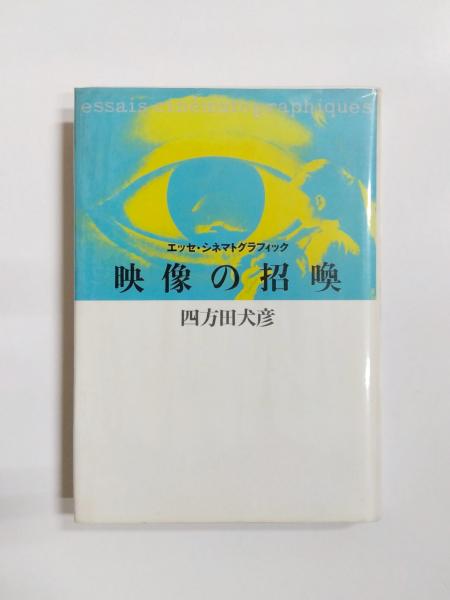 essais cinématographiques
エッセ・シネマトグラフィック
映像の招喚
四方田犬彦